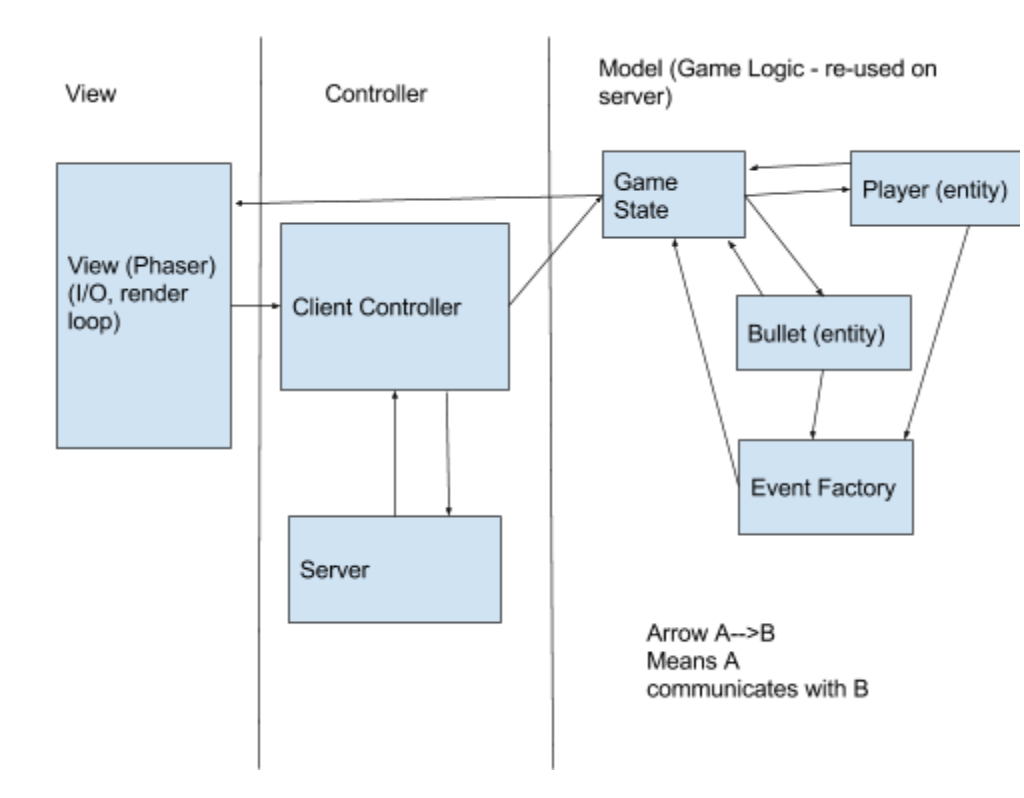 View
Controller
Model (Game Logic - re-used on
server)
View (Phaser)
(I/O, render
loop)
Client Controller
Server
Game
State
Player (entity)
Bullet (entity)
Event Factory
Arrow A-->B
Means A
communicates with B